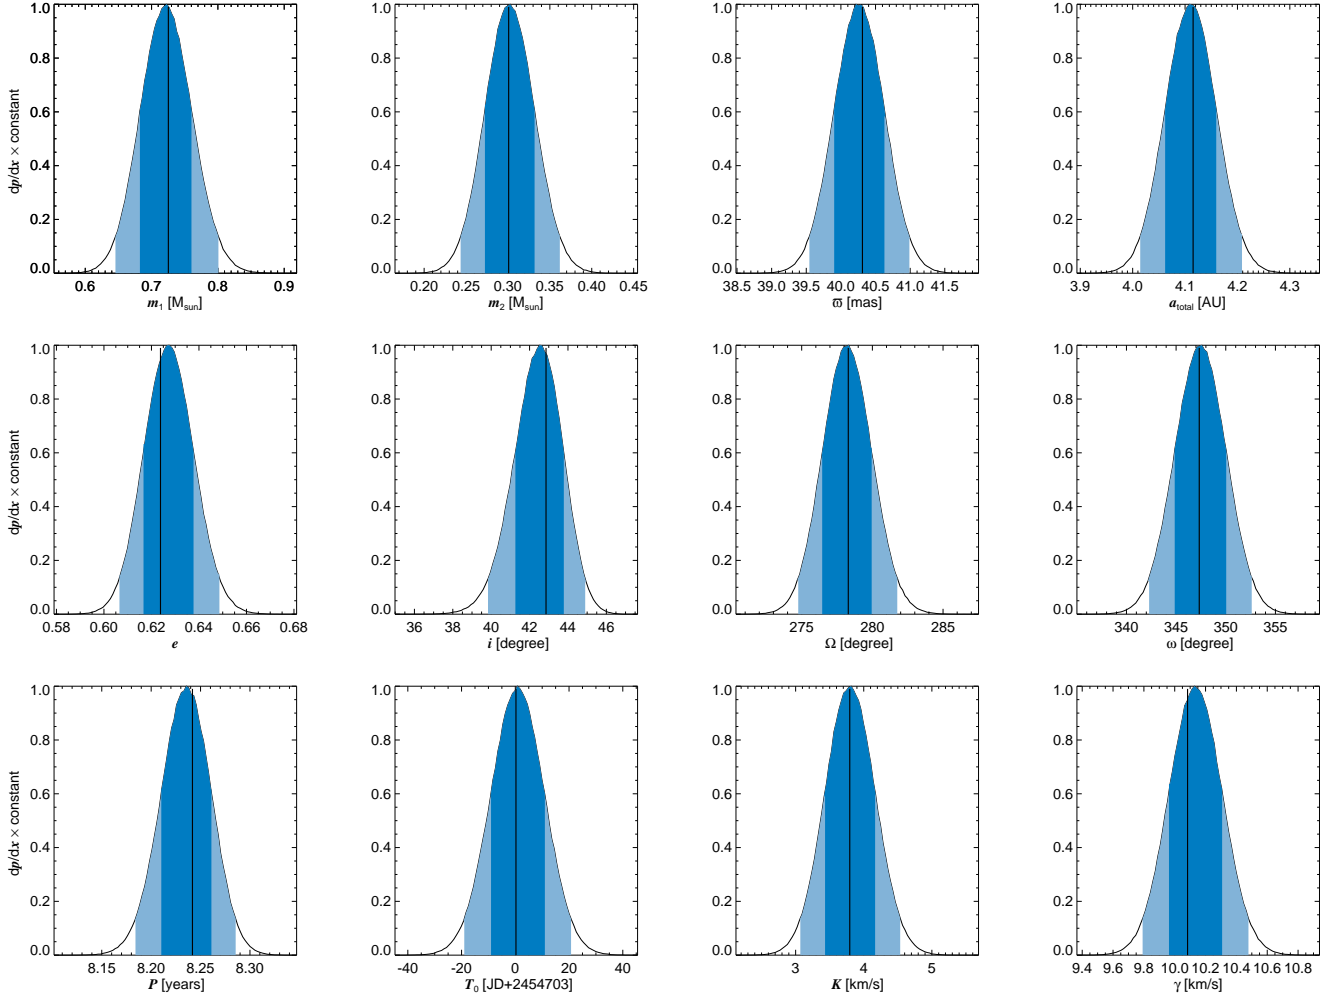 dp/dx × constant
1.0
0.8
0.6
0.4
0.2
0.0
0.6 0.7 0.8 0.9
m1 [Msun]
1.0
0.8
0.6
0.4
0.2
0.0
0.20 0.25 0.30 0.35 0.40 0.45
m2 [Msun]
1.0
0.8
0.6
0.4
0.2
0.0
38.5 39.0 39.5 40.0 40.5 41.0 41.5
ϖ [mas]
1.0
0.8
0.6
0.4
0.2
0.0
3.9 4.0 4.1 4.2 4.3
atotal [AU]
dp/dx × constant
1.0
0.8
0.6
0.4
0.2
0.0
0.58 0.60 0.62 0.64 0.66 0.68
e
1.0
0.8
0.6
0.4
0.2
0.0
36 38 40 42 44 46
i [degree]
1.0
0.8
0.6
0.4
0.2
0.0
275 280 285
Ω [degree]
1.0
0.8
0.6
0.4
0.2
0.0
340 345 350 355
ω [degree]
dp/dx × constant
1.0
0.8
0.6
0.4
0.2
0.0
8.15 8.20 8.25 8.30
P [years]
1.0
0.8
0.6
0.4
0.2
0.0
-40 -20 0 20 40
T0 [JD+2454703]
1.0
0.8
0.6
0.4
0.2
0.0
3 4 5
K [km/s]
1.0
0.8
0.6
0.4
0.2
0.0
9.4 9.6 9.8 10.0 10.2 10.4 10.6 10.8
γ [km/s]